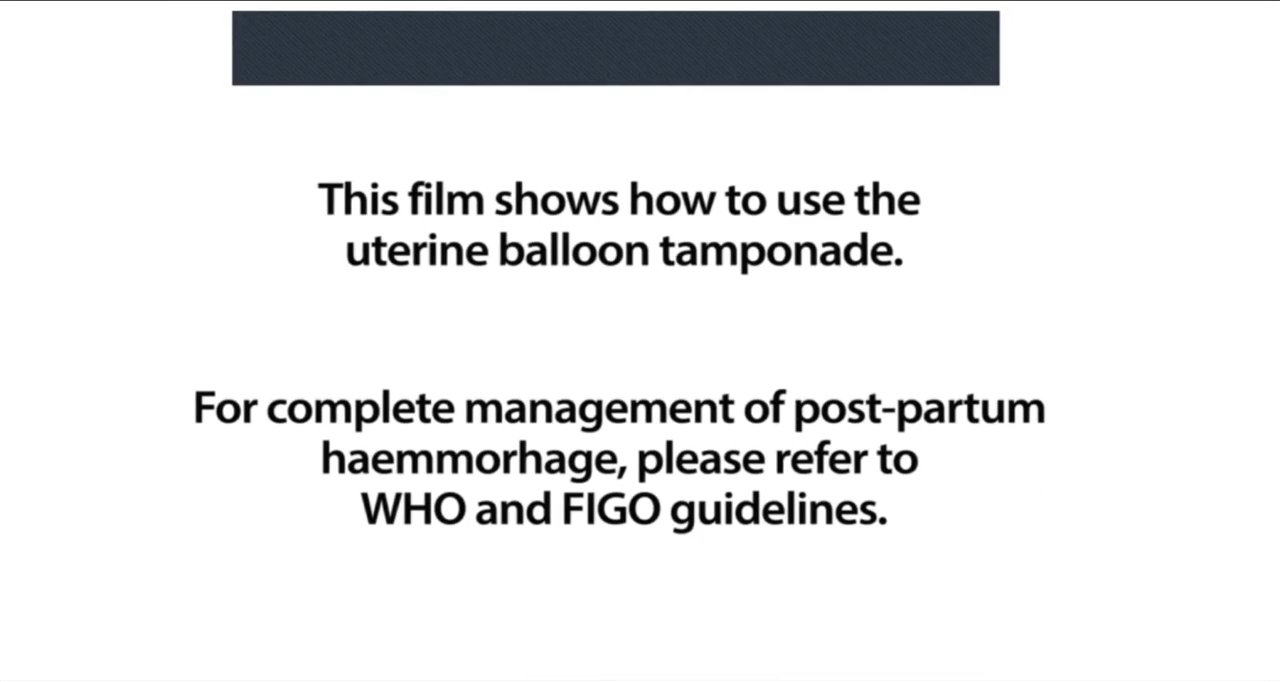 This film shows how to use the
uterine balloon tamponade.
For complete management of post-partum
haemmorhage, please refer to
WHO and FIGO guidelines.